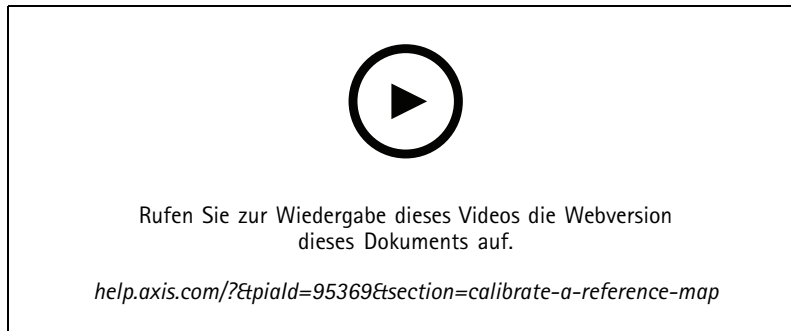 Rufen Sie zur Wiedergabe dieses Videos die Webversion
dieses Dokuments auf.
help.axis.com/?&piaId=95369&section=calibrate-a-reference-map